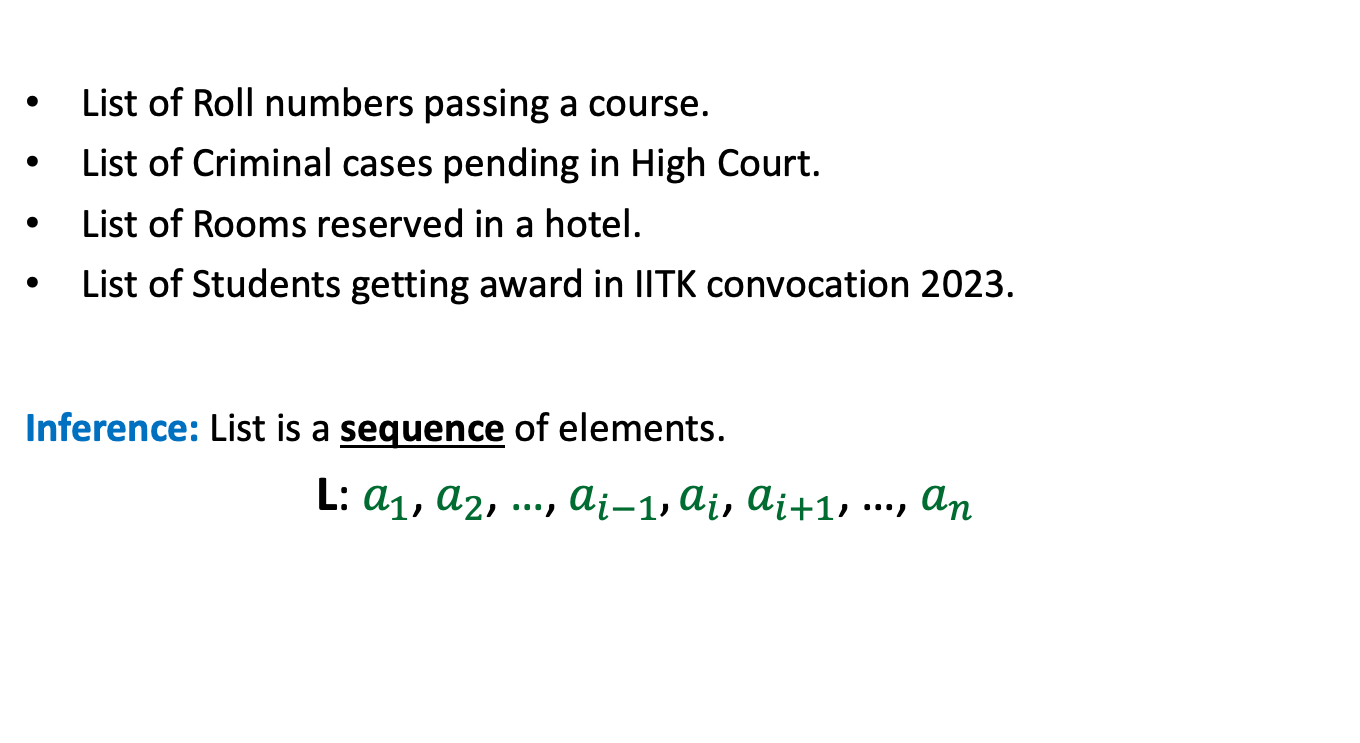 • List of Roll numbers passing a course.
• List of Criminal cases pending in High Court.
• List of Rooms reserved in a hotel.
• List of Students getting award in IITK convocation 2023.
Inference: List is a sequence of elements.
L: a₁, a₂, ..., aᵢ₋₁, aᵢ, aᵢ₊₁, ..., aₙ